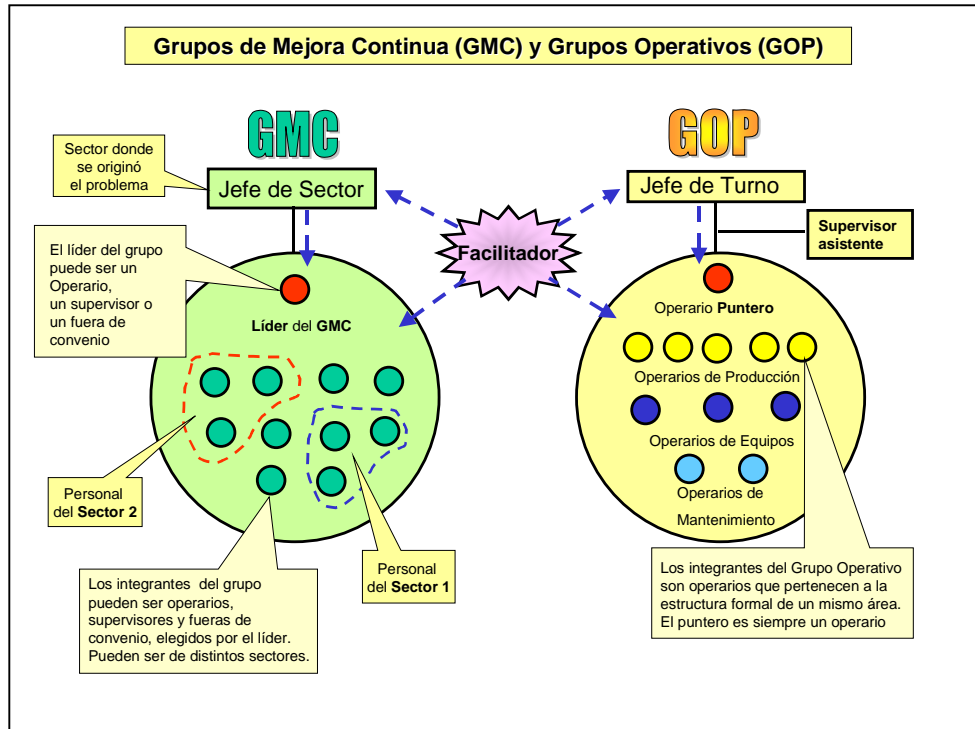 Grupos de Mejora Continua (GMC) y Grupos Operativos (GOP)
GMC
GOP
Sector donde
se originó
el problema
Jefe de Sector
Jefe de Turno
Facilitador
Supervisor
asistente
El líder del grupo
puede ser un
Operario,
un supervisor o
un fuera de
convenio
Líder del GMC
Operario Puntero
Operarios de Producción
Operarios de Equipos
Operarios de
Mantenimiento
Personal
del Sector 2
Personal
del Sector 1
Los integrantes del grupo
pueden ser operarios,
supervisores y fueras de
convenio, elegidos por el líder.
Pueden ser de distintos sectores.
Los integrantes del Grupo Operativo
son operarios que pertenecen a la
estructura formal de un mismo área.
El puntero es siempre un operario